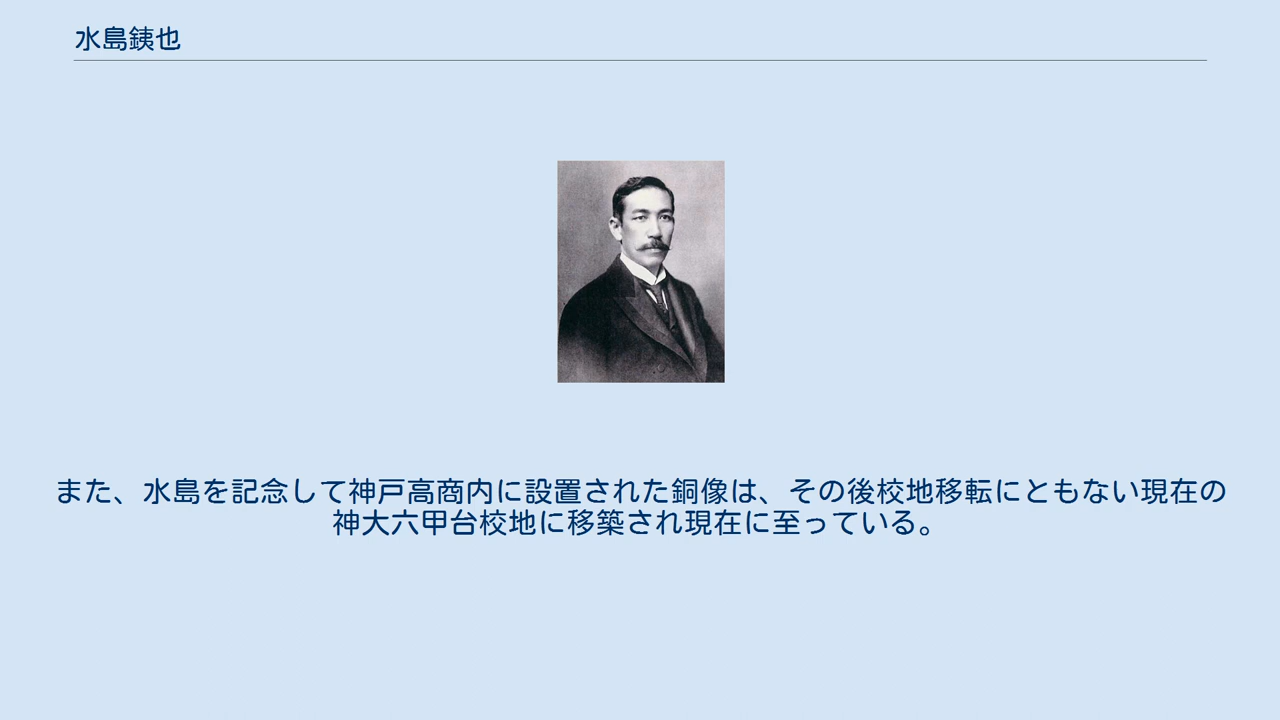 水島銕也
また、水島を記念して神戸高商内に設置された銅像は、その後校地移転にともない現在の
神大六甲台校地に移築され現在に至っている。